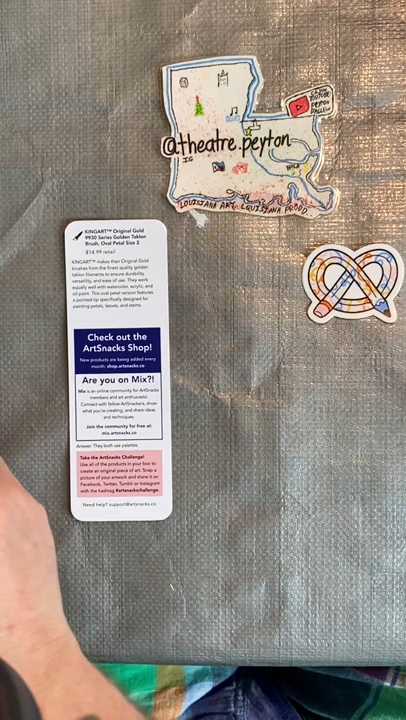 @theatre.peyton
IG
YOUTUBE
PEYTON
LOUISIANA ART, LOUISIANA PROUD
KINGART™ Original Gold
9930 Series Golden Taklon
Brush, Oval Petal Size 2
$14.99 retail
KINGART™ makes their Original Gold
brushes from the finest quality golden
taklon filaments to ensure durability,
versatility, and ease of use. They work
equally well with watercolor, acrylic, and
oil paint. This oval petal version features
a pointed tip specifically designed for
painting petals, leaves, and stems.
Check out the
ArtSnacks Shop!
New products are being added every
month: shop.artsnacks.co
Are you on Mix?!
Mix is an online community for ArtSnacks
members and art enthusiasts!
Connect with fellow ArtSnackers, show
what you're creating, and share ideas
and techniques.
Join the community for free at:
mix.artsnacks.co
Answer: They both use palettes.
Take the ArtSnacks Challenge!
Use all of the products in your box to
create an original piece of art. Snap a
picture of your artwork and share it on
Facebook, Twitter, Tumblr or Instagram
with the hashtag #artsnackschallenge.
Need help? support@artsnacks.co